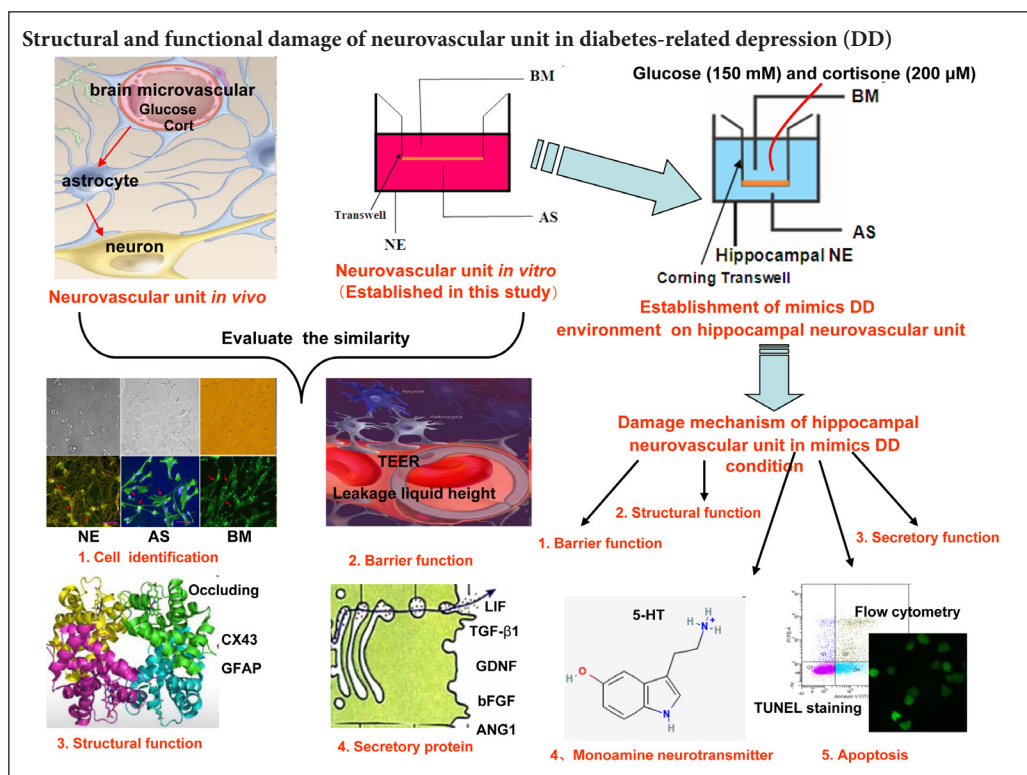 Structural and functional damage of neurovascular unit in diabetes-related depression (DD)
brain microvascular
Glucose
Cort
astrocyte
neuron
Neurovascular unit in vivo
BM
Transwell
AS
NE
Neurovascular unit in vitro
(Established in this study）
Glucose (150 mM) and cortisone (200 µM)
BM
AS
Hippocampal NE
Corning Transwell
Establishment of mimics DD
environment on hippocampal neurovascular unit
Evaluate the similarity
NE AS BM
1. Cell identification
Neuron
Astrocyte
TEER
Leakage liquid height
2. Barrier function
Occluding
CX43
GFAP
3. Structural function
LIF
TGF-β1
GDNF
bFGF
ANG1
4. Secretory protein
Damage mechanism of hippocampal
neurovascular unit in mimics DD
condition
1. Barrier function
2. Structural function
3. Secretory function
5-HT
H
H N+ H
H O
N
H
4、Monoamine neurotransmitter
Flow cytometry
Annexin V FITC
TUNEL staining
5. Apoptosis